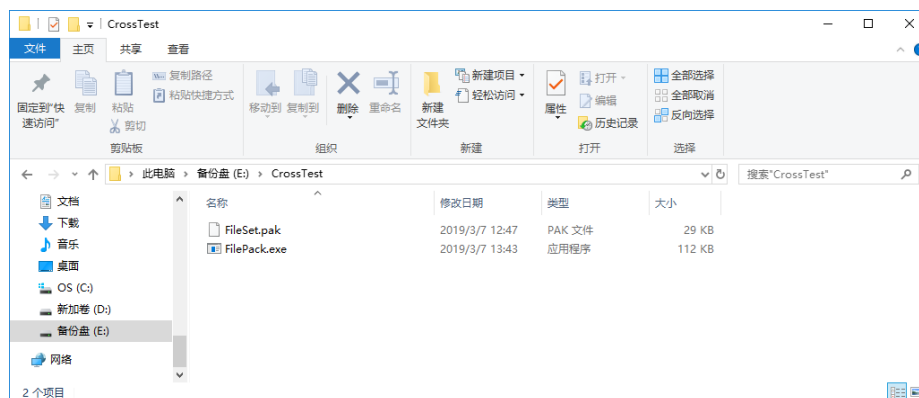 CrossTest
文件 主页 共享 查看
固定到"快速访问" 复制 粘贴 复制路径 粘贴快捷方式 剪切 移动到 复制到 删除 重命名 新建文件夹 新建项目 轻松访问 属性 打开 编辑 历史记录 全部选择 全部取消 反向选择
剪贴板 组织 新建 打开 选择
此电脑 备份盘 (E:) CrossTest 搜索"CrossTest"
文档
下载
音乐
桌面
OS (C:)
新加卷 (D:)
备份盘 (E:)
网络
名称 修改日期 类型 大小
FileSet.pak 2019/3/7 12:47 PAK 文件 29 KB
FilePack.exe 2019/3/7 13:43 应用程序 112 KB
2 个项目